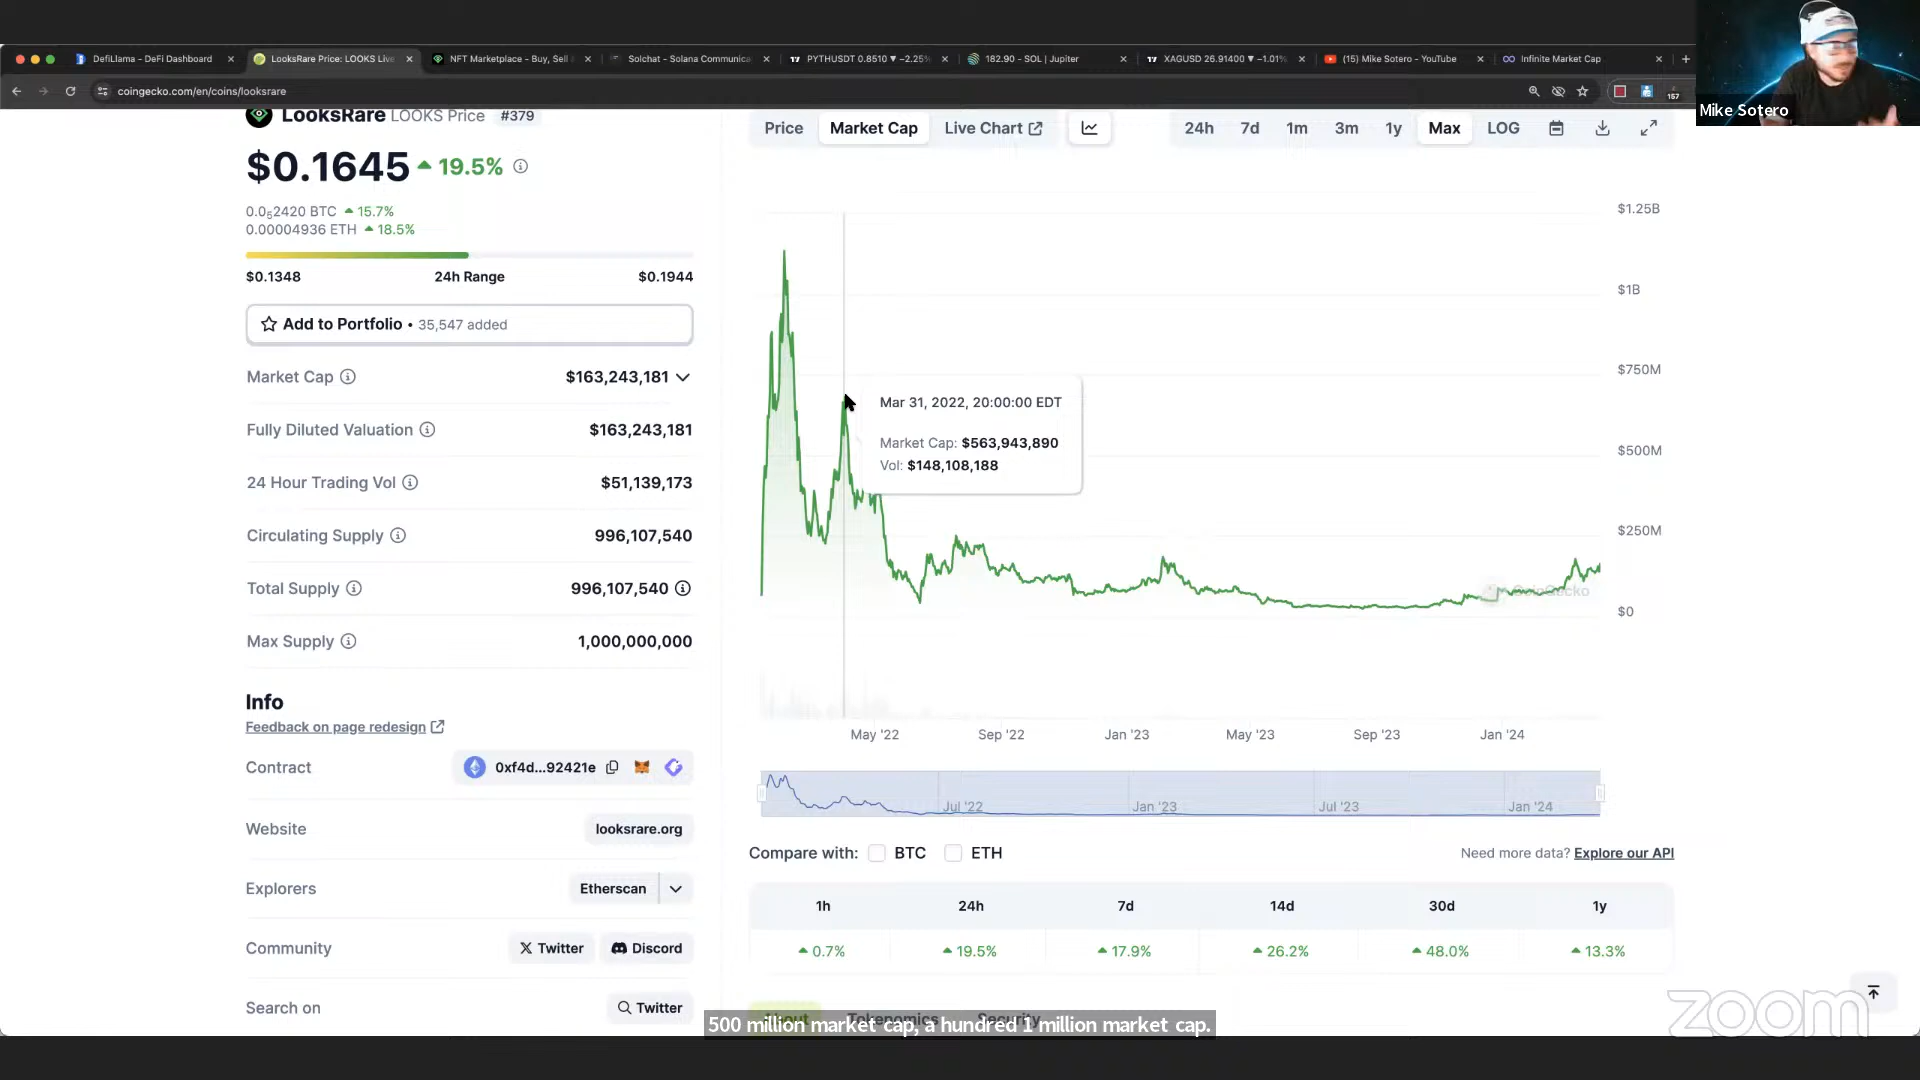 DefiLlama - DeFi Dashboard
LooksRare Price: LOOKS Live
NFT Marketplace - Buy, Sell
Solchat - Solana Communica
PYTHUSDT 0.8510 ▼ −2.25%
182.90 - SOL | Jupiter
XAGUSD 26.91400 ▼ −1.01%
(15) Mike Sotero - YouTube
Infinite Market Cap
coingecko.com/en/coins/looksrare
157
Mike Sotero
LooksRare LOOKS Price #379
$0.1645 ▲ 19.5%
0.0₅2420 BTC ▲ 15.7%
0.00004936 ETH ▲ 18.5%
$0.1348 24h Range $0.1944
Add to Portfolio • 35,547 added
Market Cap $163,243,181
Fully Diluted Valuation $163,243,181
24 Hour Trading Vol $51,139,173
Circulating Supply 996,107,540
Total Supply 996,107,540
Max Supply 1,000,000,000
Info
Feedback on page redesign
Contract 0xf4d...92421e
Website looksrare.org
Explorers Etherscan
Community Twitter Discord
Search on Twitter
Price Market Cap Live Chart
24h 7d 1m 3m 1y Max LOG
$1.25B
$1B
$750M
$500M
$250M
$0
Mar 31, 2022, 20:00:00 EDT
Market Cap: $563,943,890
Vol: $148,108,188
CoinGecko
May '22 Sep '22 Jan '23 May '23 Sep '23 Jan '24
Jul '22 Jan '23 Jul '23 Jan '24
Compare with: BTC ETH
Need more data? Explore our API
1h 24h 7d 14d 30d 1y
▲ 0.7% ▲ 19.5% ▲ 17.9% ▲ 26.2% ▲ 48.0% ▲ 13.3%
About Tokenomics Security
500 million market cap, a hundred 1 million market cap.
zoom